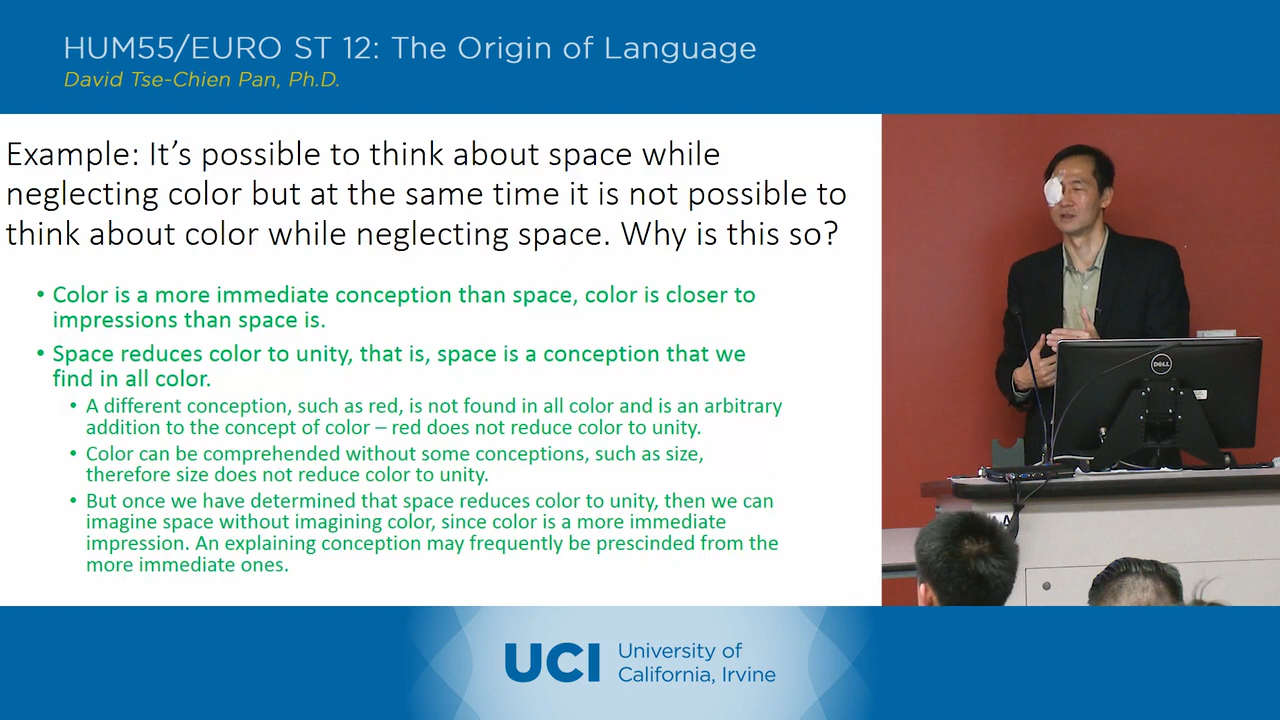 HUM55/EURO ST 12: The Origin of Language
David Tse-Chien Pan, Ph.D.
Example: It's possible to think about space while
neglecting color but at the same time it is not possible to
think about color while neglecting space. Why is this so?
• Color is a more immediate conception than space, color is closer to
impressions than space is.
• Space reduces color to unity, that is, space is a conception that we
find in all color.
• A different conception, such as red, is not found in all color and is an arbitrary
addition to the concept of color – red does not reduce color to unity.
• Color can be comprehended without some conceptions, such as size,
therefore size does not reduce color to unity.
• But once we have determined that space reduces color to unity, then we can
imagine space without imagining color, since color is a more immediate
impression. An explaining conception may frequently be prescinded from the
more immediate ones.
DELL
UCI
University of
California, Irvine